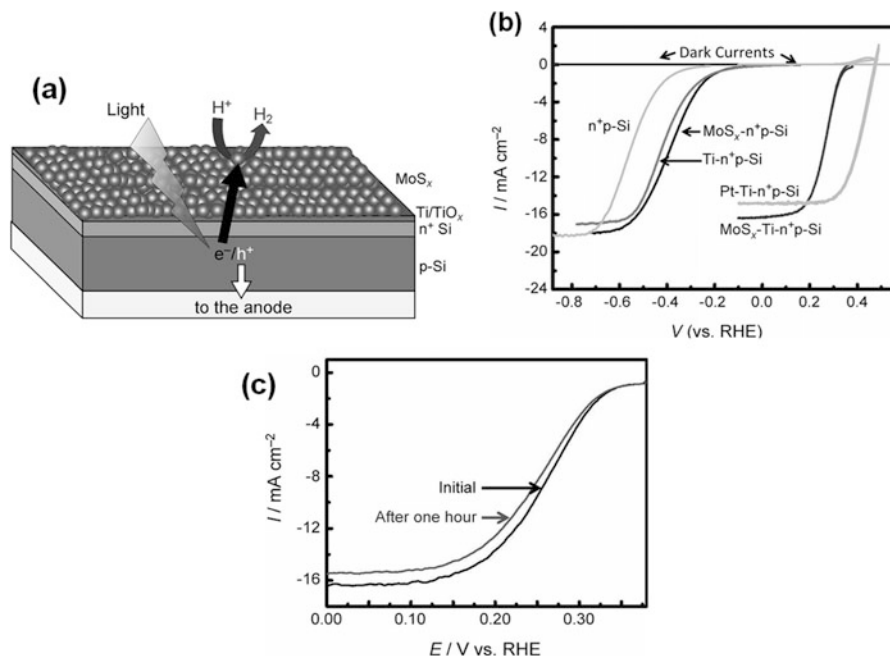 (a)
Light
H⁺
H₂
MoSₓ
Ti/TiOₓ
n⁺ Si
e⁻/h⁺
p-Si
to the anode
(b)
4
0
-4
-8
-12
-16
-18
-24
I / mA cm⁻²
Dark Currents
n⁺p-Si
MoSₓ-n⁺p-Si
Ti-n⁺p-Si
Pt-Ti-n⁺p-Si
MoSₓ-Ti-n⁺p-Si
-0.8 -0.6 -0.4 -0.2 0.0 0.2 0.4
V (vs. RHE)
(c)
0
-4
-8
-12
-16
I / mA cm⁻²
Initial
After one hour
0.00 0.10 0.20 0.30
E / V vs. RHE